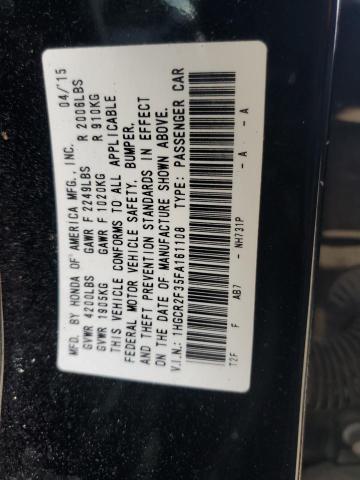 MFD. BY HONDA OF AMERICA MFG., INC. 04/15
GVWR 4200LBS GAWR F 2249LBS R 2006LBS
GVWR 1905KG GAWR F 1020KG R 910KG
THIS VEHICLE CONFORMS TO ALL APPLICABLE
FEDERAL MOTOR VEHICLE SAFETY, BUMPER,
AND THEFT PREVENTION STANDARDS IN EFFECT
ON THE DATE OF MANUFACTURE SHOWN ABOVE.
V.I.N.: 1HGCR2F35FA161108 TYPE: PASSENGER CAR
T2F F AB7 - NH731P - A - A